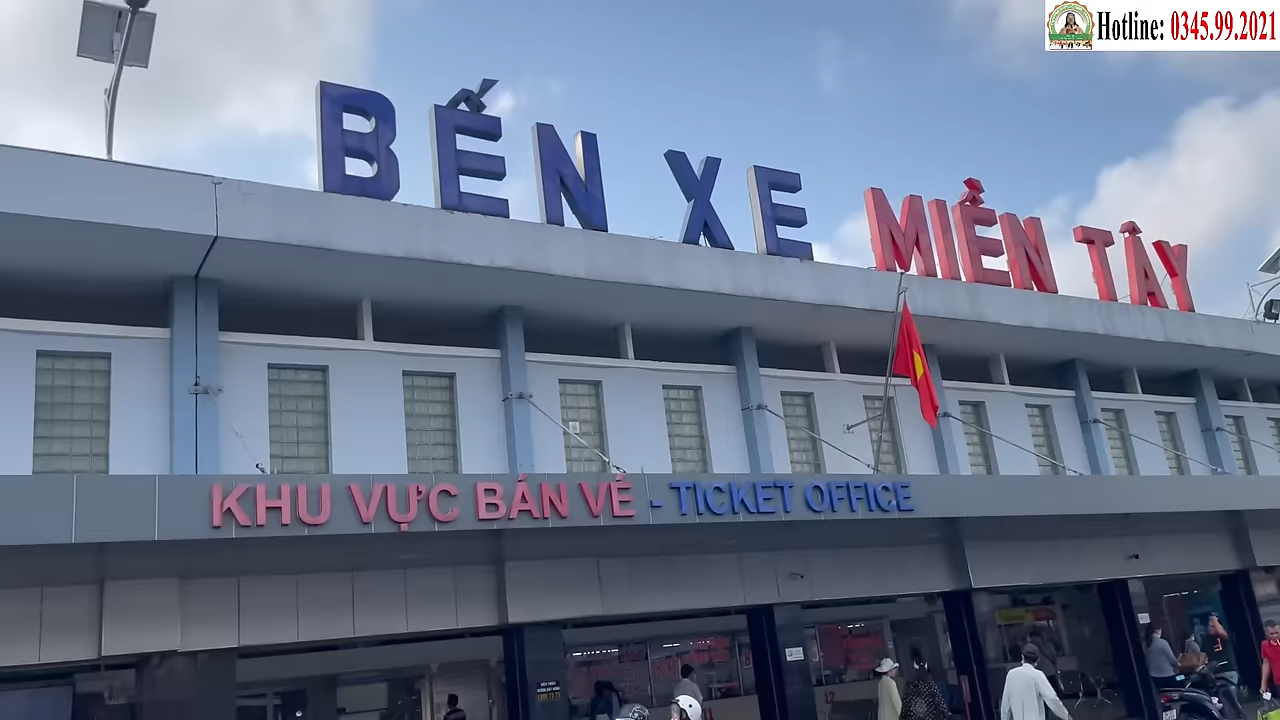 Hotline: 0345.99.2021
BẾN XE MIỀN TÂY
KHU VỰC BÁN VÉ - TICKET OFFICE